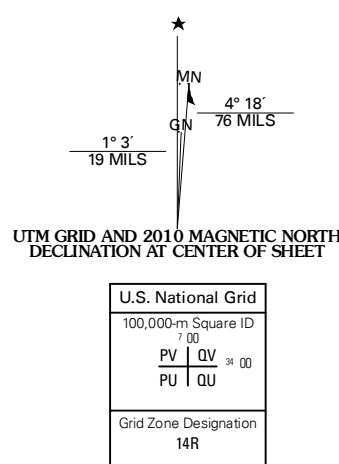 ★
MN
4° 18´
GN
76 MILS
1° 3´
19 MILS
UTM GRID AND 2010 MAGNETIC NORTH
DECLINATION AT CENTER OF SHEET
U.S. National Grid
100,000-m Square ID
7 00
PV QV 34 00
PU QU
Grid Zone Designation
14R